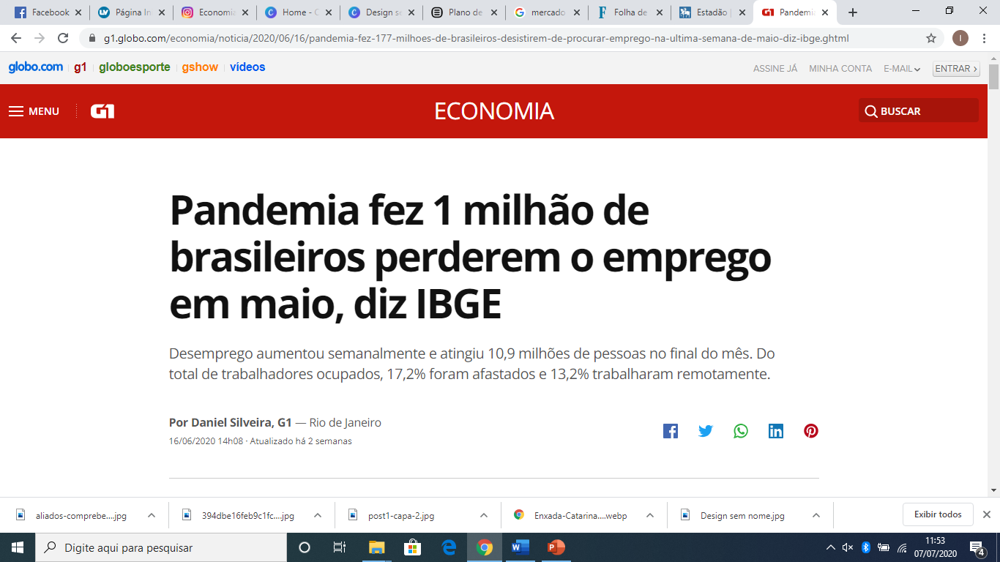 Facebook
Página In
Economia
Home - C
Design se
Plano de
mercado
Folha de
Estadão |
Pandemia
g1.globo.com/economia/noticia/2020/06/16/pandemia-fez-177-milhoes-de-brasileiros-desistirem-de-procurar-emprego-na-ultima-semana-de-maio-diz-ibge.ghtml
I
globo.com g1 globoesporte gshow vídeos
ASSINE JÁ MINHA CONTA E-MAIL ENTRAR
MENU G1 ECONOMIA BUSCAR
Pandemia fez 1 milhão de
brasileiros perderem o emprego
em maio, diz IBGE
Desemprego aumentou semanalmente e atingiu 10,9 milhões de pessoas no final do mês. Do
total de trabalhadores ocupados, 17,2% foram afastados e 13,2% trabalharam remotamente.
Por Daniel Silveira, G1 — Rio de Janeiro
16/06/2020 14h08 · Atualizado há 2 semanas
aliados-comprebe....jpg
394dbe16feb9c1fc....jpg
post1-capa-2.jpg
Enxada-Catarina....webp
Design sem nome.jpg
Exibir todos
Digite aqui para pesquisar
11:53
07/07/2020
4